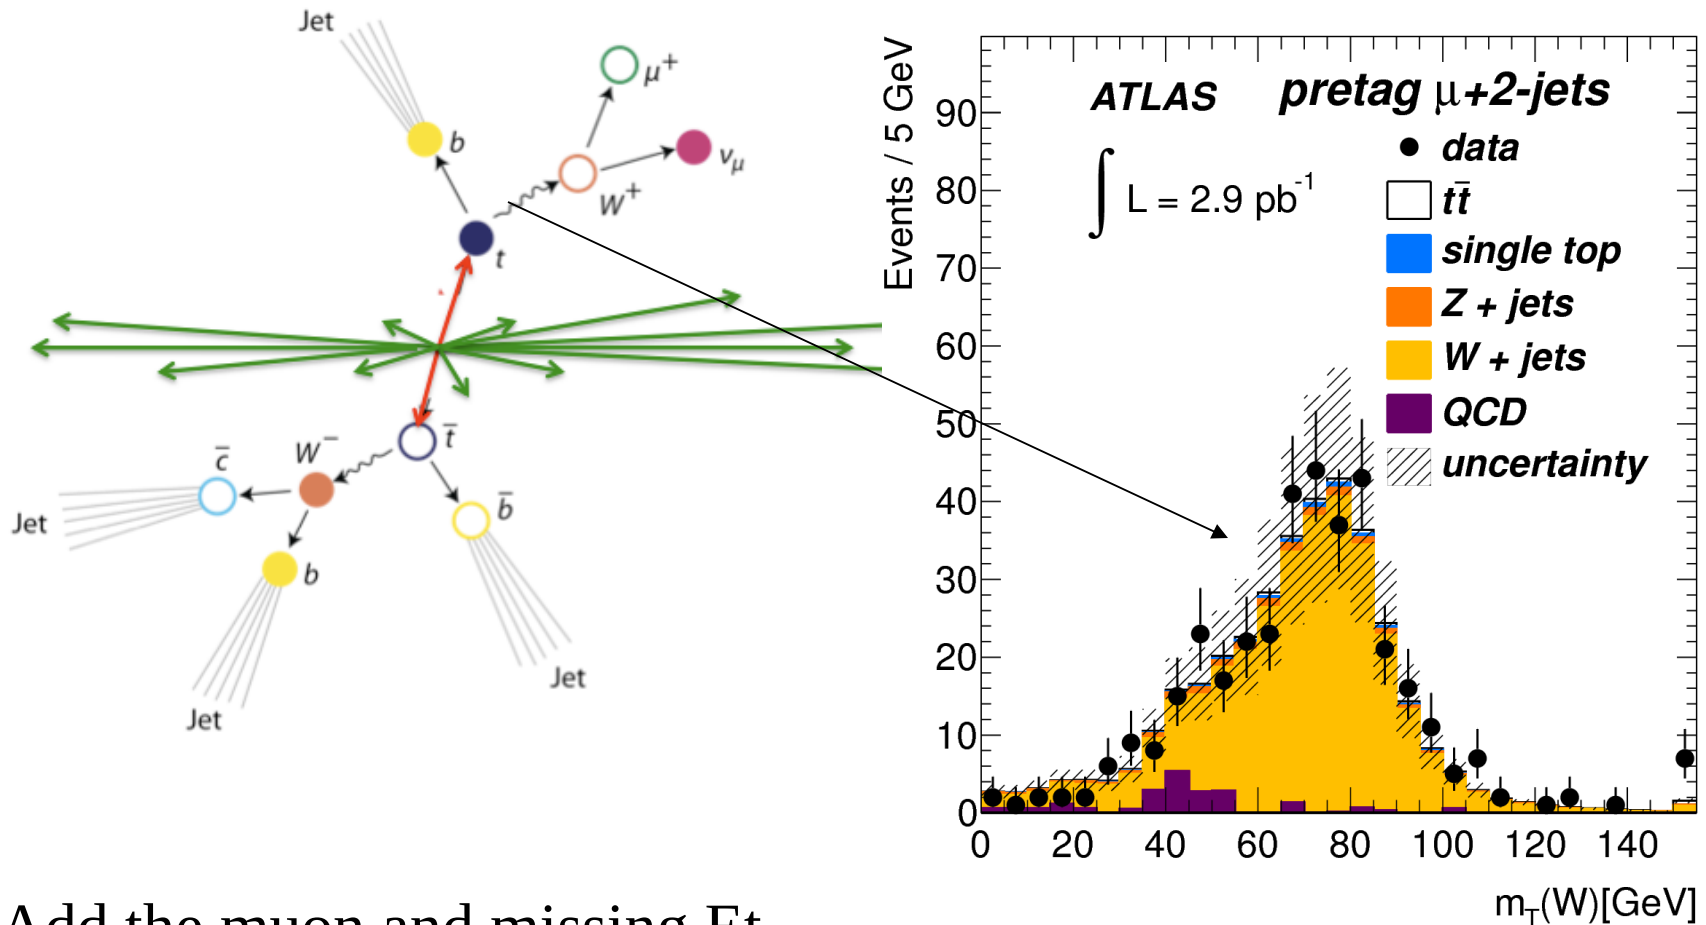 Jet
μ+
b
νμ
W+
t
t̄
W−
c̄
b̄
Jet
b
Jet
Jet
Add the muon and missing Et
Events / 5 GeV
ATLAS
pretag μ+2-jets
∫ L = 2.9 pb-1
data
tt̄
single top
Z + jets
W + jets
QCD
uncertainty
90
80
70
60
50
40
30
20
10
0
0 20 40 60 80 100 120 140
mT(W)[GeV]